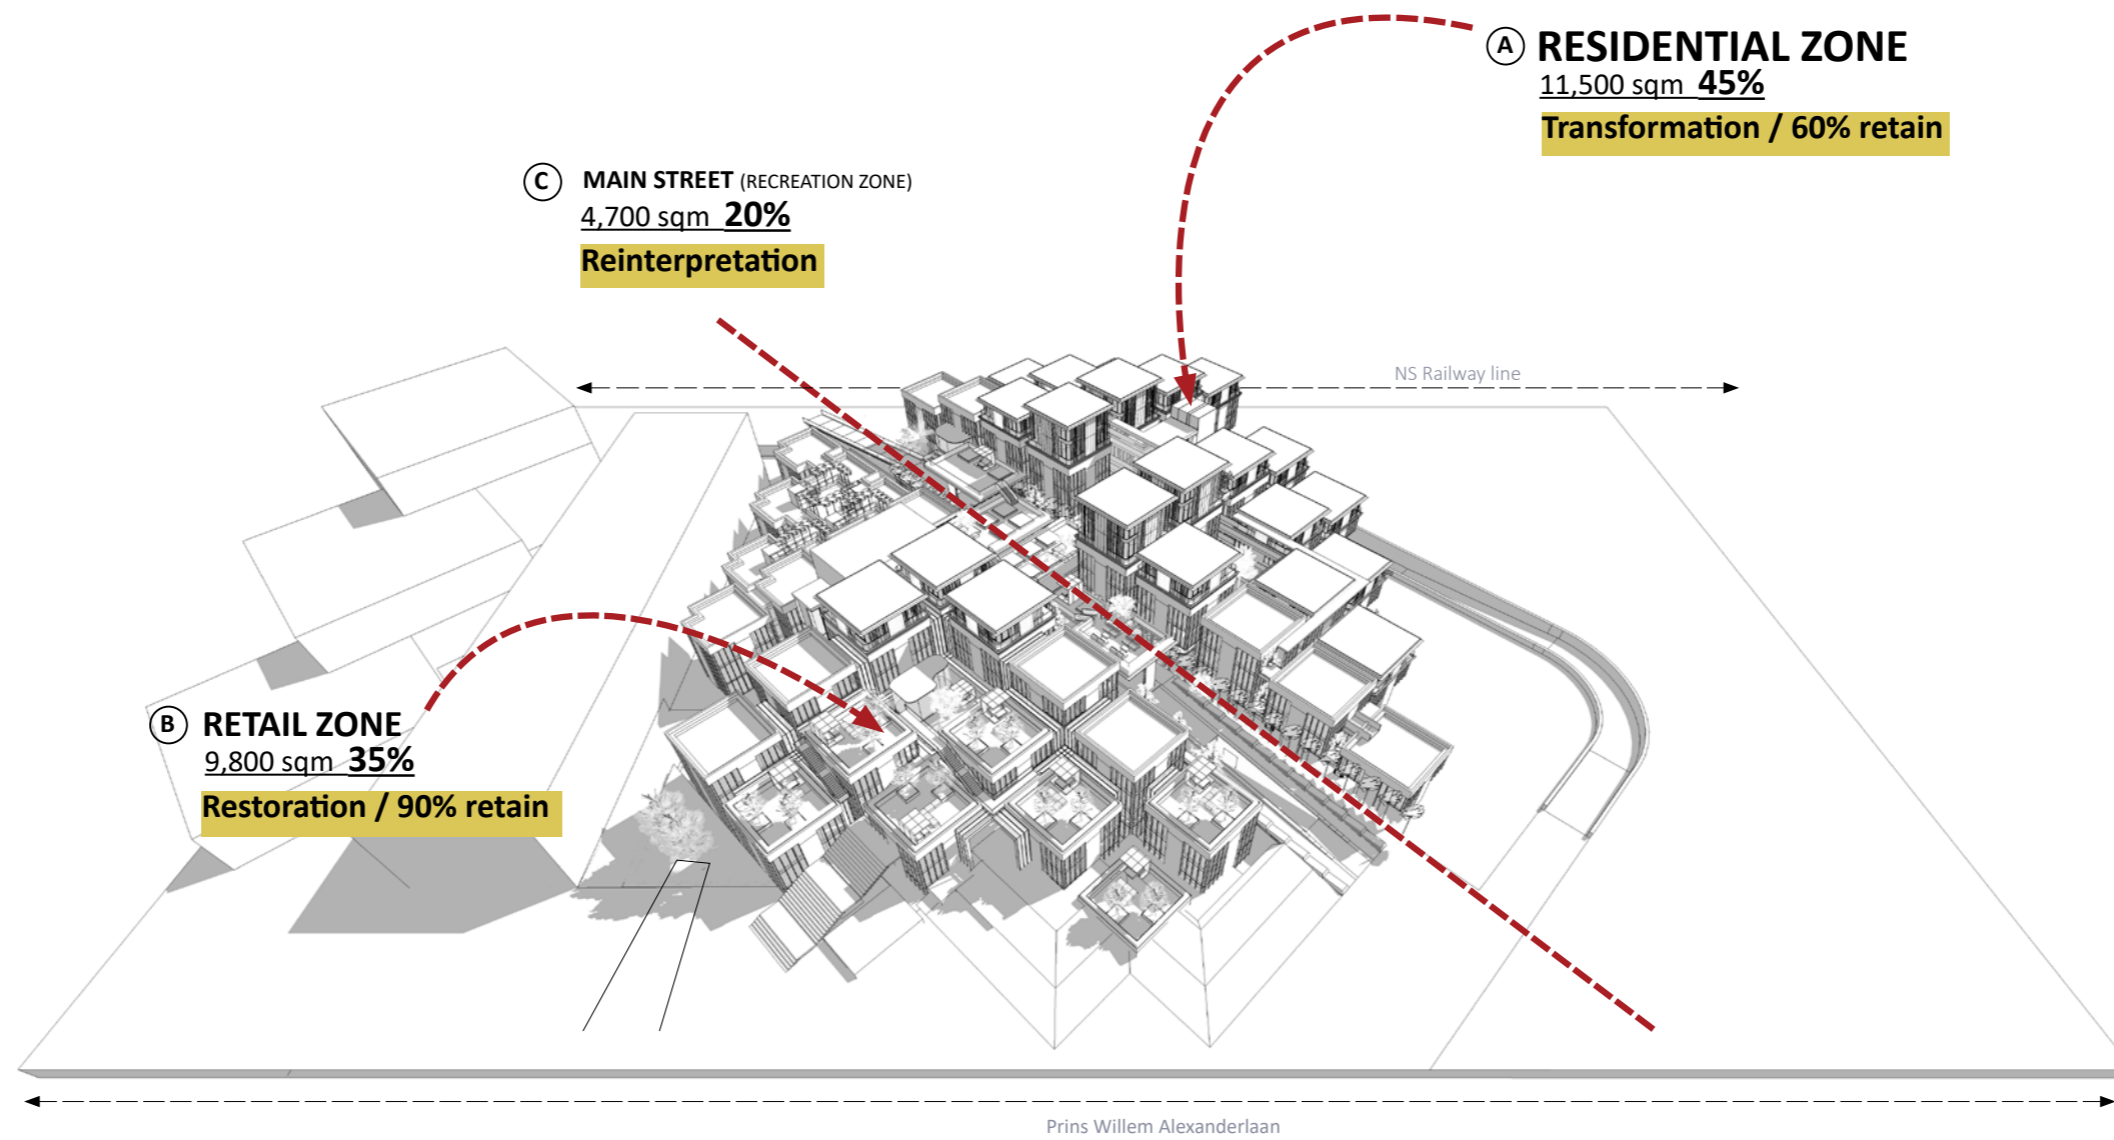 A RESIDENTIAL ZONE
11,500 sqm 45%
Transformation / 60% retain
C MAIN STREET (RECREATION ZONE)
4,700 sqm 20%
Reinterpretation
NS Railway line
B RETAIL ZONE
9,800 sqm 35%
Restoration / 90% retain
Prins Willem Alexanderlaan